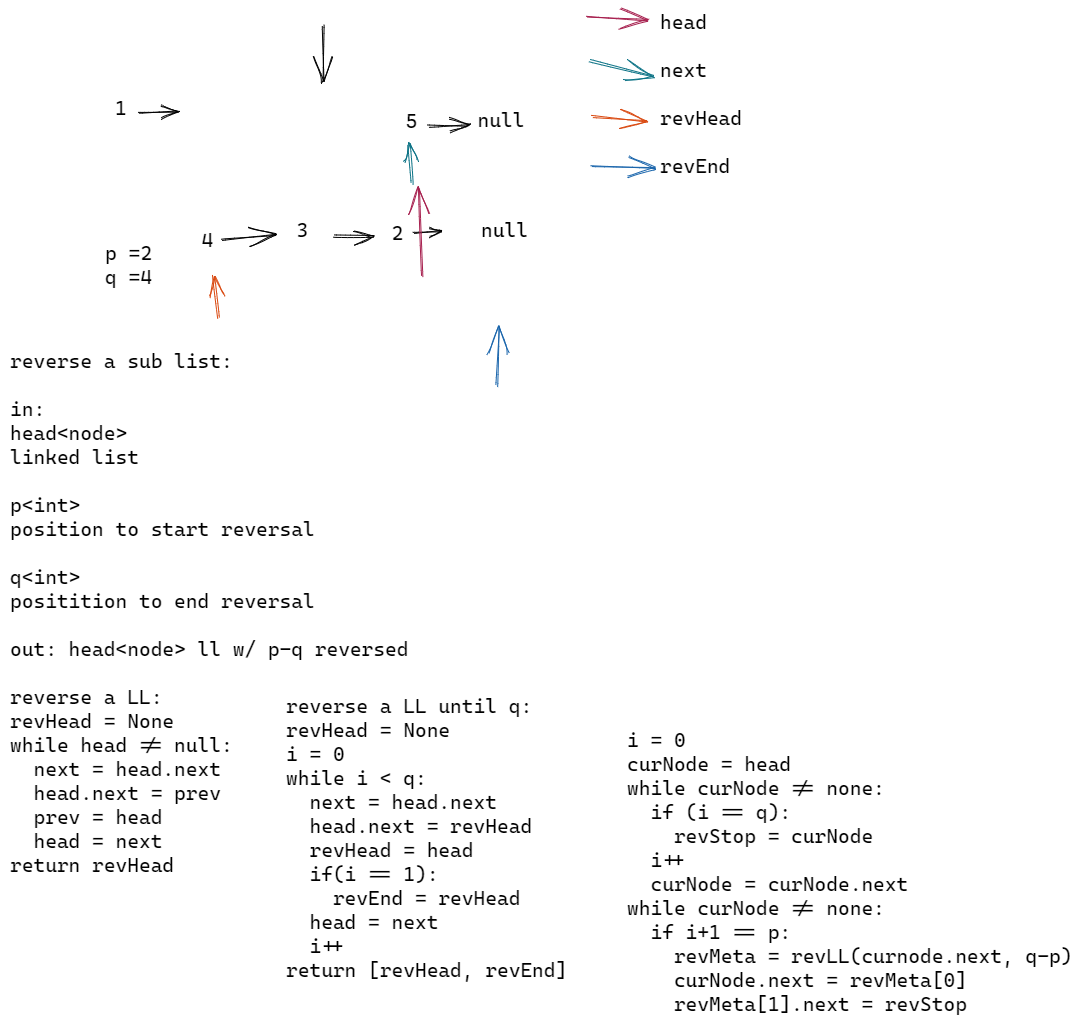 head
next
revHead
revEnd
1
5
null
4
3
2
null
p =2
q =4
reverse a sub list:
in:
head<node>
linked list
p<int>
position to start reversal
q<int>
positition to end reversal
out: head<node> ll w/ p-q reversed
reverse a LL:
revHead = None
while head ≠ null:
  next = head.next
  head.next = prev
  prev = head
  head = next
return revHead
reverse a LL until q:
revHead = None
i = 0
while i < q:
  next = head.next
  head.next = revHead
  revHead = head
  if(i == 1):
    revEnd = revHead
  head = next
  i++
return [revHead, revEnd]
i = 0
curNode = head
while curNode ≠ none:
  if (i == q):
    revStop = curNode
  i++
  curNode = curNode.next
while curNode ≠ none:
  if i+1 == p:
    revMeta = revLL(curnode.next, q-p)
    curNode.next = revMeta[0]
    revMeta[1].next = revStop